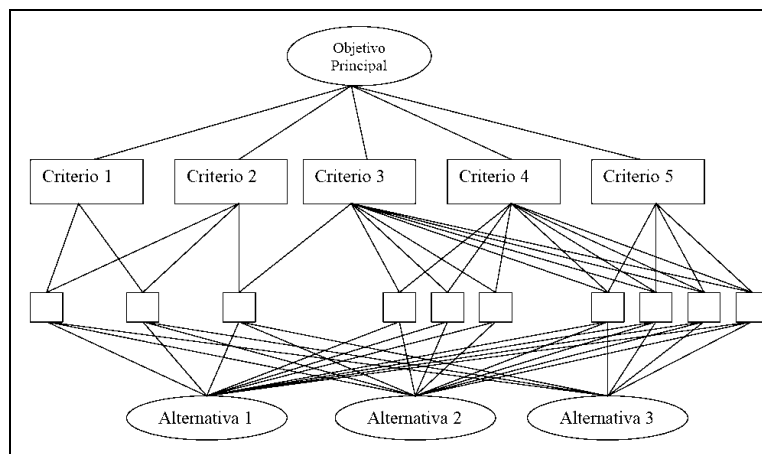 Objetivo
Principal
Criterio 1 Criterio 2 Criterio 3 Criterio 4 Criterio 5
Alternativa 1 Alternativa 2 Alternativa 3